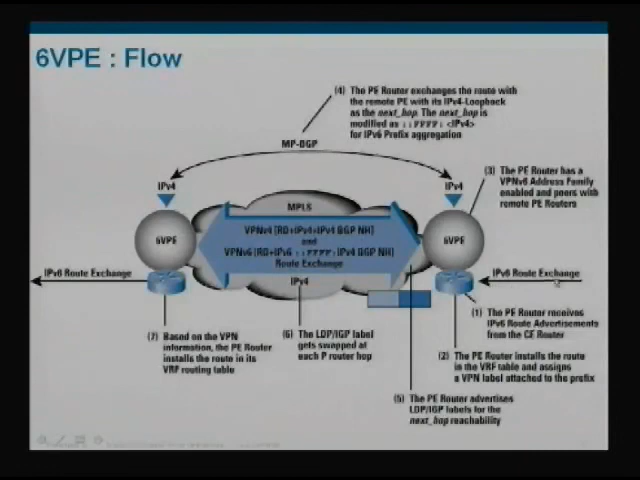 6VPE : Flow
(4) The PE Router exchanges the route with
the remote PE with its IPv4-Loopback
as the next_hop. The next_hop is
modified as ::FFFF: <IPv4>
for IPv6 Prefix aggregation
MP-BGP
IPv4
IPv4
(3) The PE Router has a
VPNv6 Address Family
enabled and peers with
remote PE Routers
MPLS
6VPE
VPNv4 [RD+IPv4+IPv4 BGP NH]
and
VPNv6 [RD+IPv6 ::FFFF:IPv4 BGP NH]
Route Exchange
6VPE
IPv6 Route Exchange
IPv4
IPv6 Route Exchange
(1) The PE Router receives
IPv6 Route Advertisements
from the CE Router
(7) Based on the VPN
information, the PE Router
installs the route in its
VRF routing table
(6) The LDP/IGP label
gets swapped at
each P router hop
(2) The PE Router installs the route
in the VRF table and assigns
a VPN label attached to the prefix
(5) The PE Router advertises
LDP/IGP labels for the
next_hop reachability